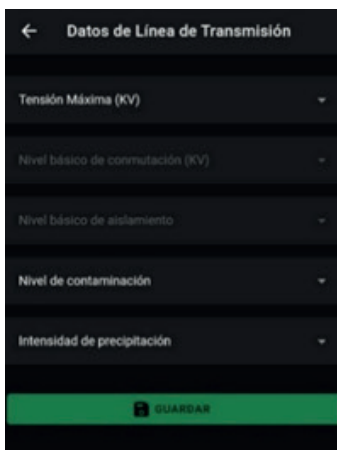 Datos de Línea de Transmisión
Tensión Máxima (KV)
Nivel básico de conmutación (KV)
Nivel básico de aislamiento
Nivel de contaminación
Intensidad de precipitación
GUARDAR